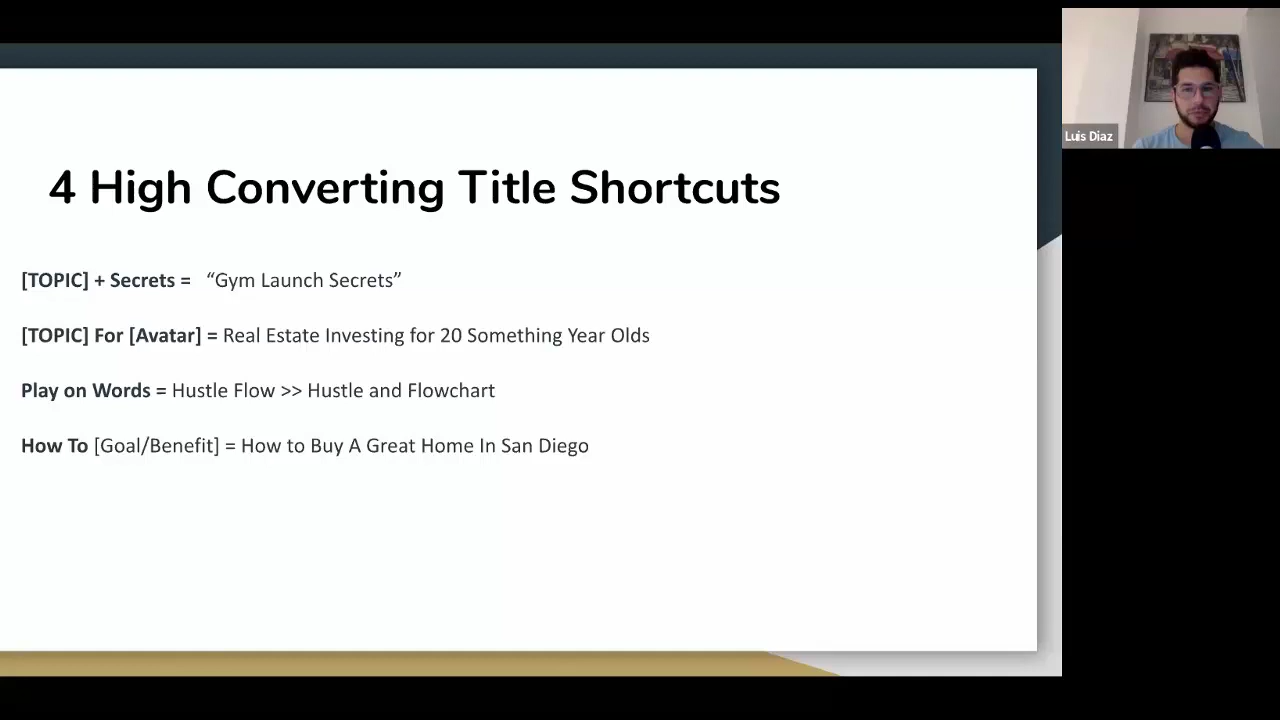 4 High Converting Title Shortcuts
[TOPIC] + Secrets = “Gym Launch Secrets”
[TOPIC] For [Avatar] = Real Estate Investing for 20 Something Year Olds
Play on Words = Hustle Flow >> Hustle and Flowchart
How To [Goal/Benefit] = How to Buy A Great Home In San Diego
Luis Diaz